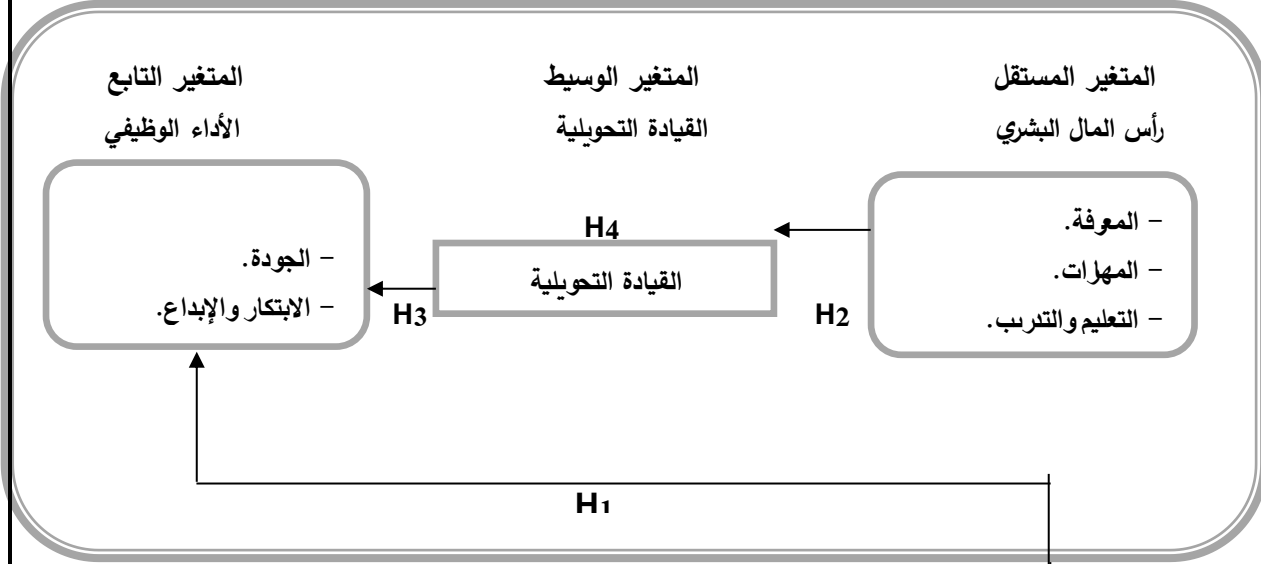 المتغير المستقل
رأس المال البشري
- المعرفة.
- المهارات.
- التعليم والتدريب.
H2
المتغير الوسيط
القيادة التحويلية
H4
القيادة التحويلية
H3
المتغير التابع
الأداء الوظيفي
- الجودة.
- الابتكار والإبداع.
H1